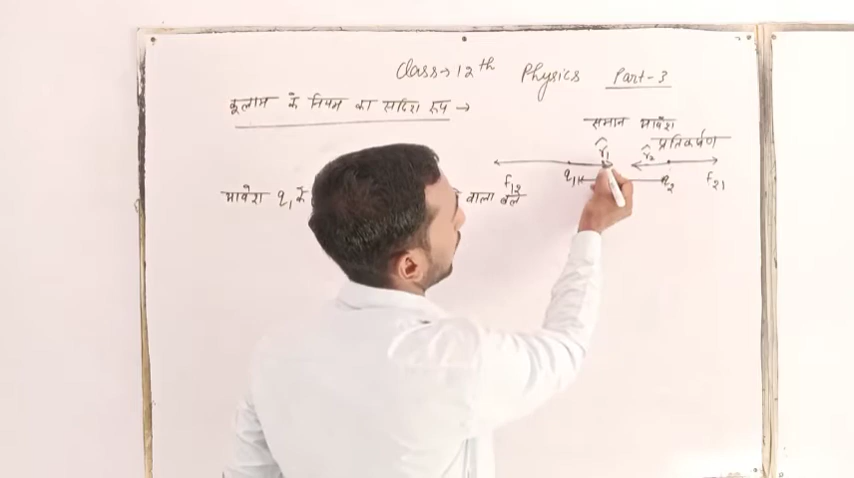 Class→12th Physics Part-3
कूलाम के नियम का सदिश रूप →
समान आवेश
प्रतिकर्षण
r̂1 r̂2
q1 q2
F12 F21
आवेश q1 के वाला बल